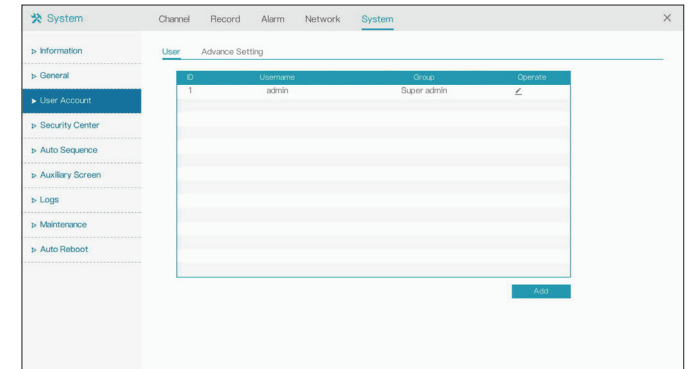 System
Channel Record Alarm Network System
Information
General
User Account
Security Center
Auto Sequence
Auxiliary Screen
Logs
Maintenance
Auto Reboot
User Advance Setting
ID Username Group Operate
1 admin Super admin
Add